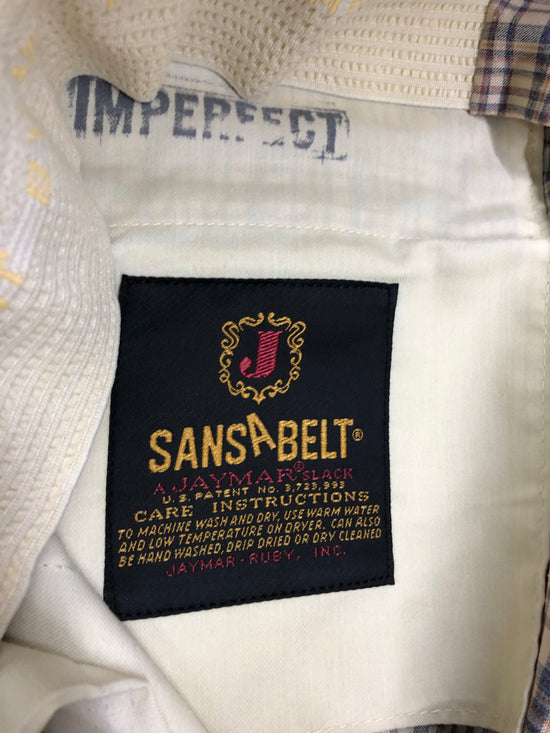 IMPERFECT
J
SANSABELT®
A JAYMAR® SLACK
U.S. PATENT NO. 3,723,993
CARE INSTRUCTIONS
TO MACHINE WASH AND DRY, USE WARM WATER
AND LOW TEMPERATURE ON DRYER. CAN ALSO
BE HAND WASHED, DRIP DRIED OR DRY CLEANED
JAYMAR-RUBY, INC.